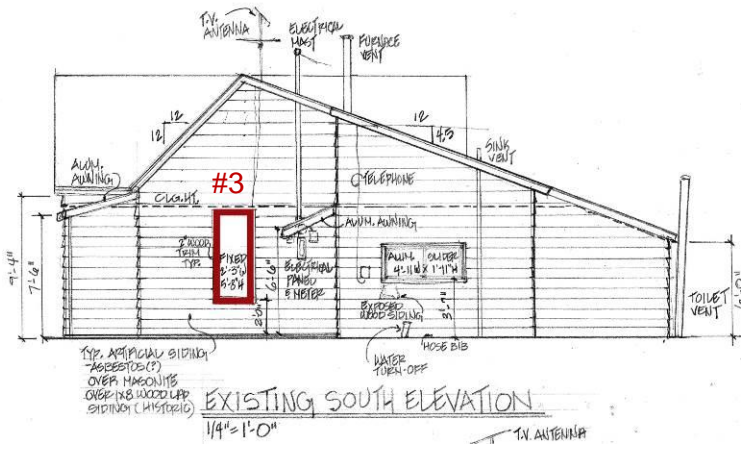 T.V.
ANTENNA
ELECTRICAL
MAST
FURNACE
VENT
12
12
12
4.5
SINK
VENT
ALUM.
AWNING
#3
TELEPHONE
CLG.HT.
ALUM. AWNING
9'-4"
7'-6"
2" WOOD
TRIM
TYP.
FIXED
2'-5"W
5'-8"H
6'-6"
ELECTRICAL
PANEL
& METER
ALUM. SLIDER
4'-11"W X 1'-11"H
EXPOSED
WOOD SIDING
3'-7"
TOILET
VENT
HOSE BIB
WATER
TURN-OFF
TYP. ARTIFICIAL SIDING
-ASBESTOS(?)
OVER MASONITE
OVER 1X8 WOOD LAP
SIDING (HISTORIC)
EXISTING SOUTH ELEVATION
1/4"=1'-0"
T.V. ANTENNA